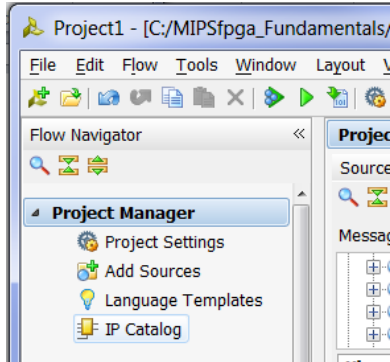 Project1 - [C:/MIPSfpga_Fundamentals/
File Edit Flow Tools Window Layout
Flow Navigator
Project Manager
Project Settings
Add Sources
Language Templates
IP Catalog
Projec
Source
Messag